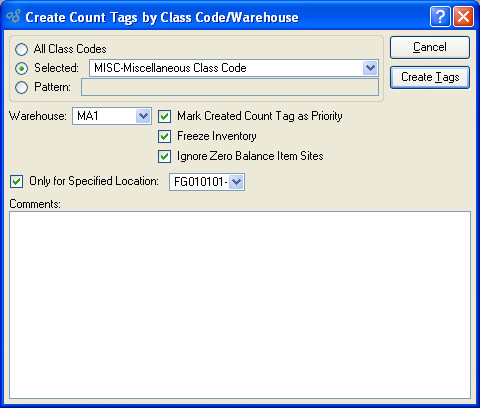 Create Count Tags by Class Code/Warehouse
All Class Codes
Selected: MISC-Miscellaneous Class Code
Pattern:
Cancel
Create Tags
Warehouse: MA1
Mark Created Count Tag as Priority
Freeze Inventory
Ignore Zero Balance Item Sites
Only for Specified Location: FG010101-
Comments: